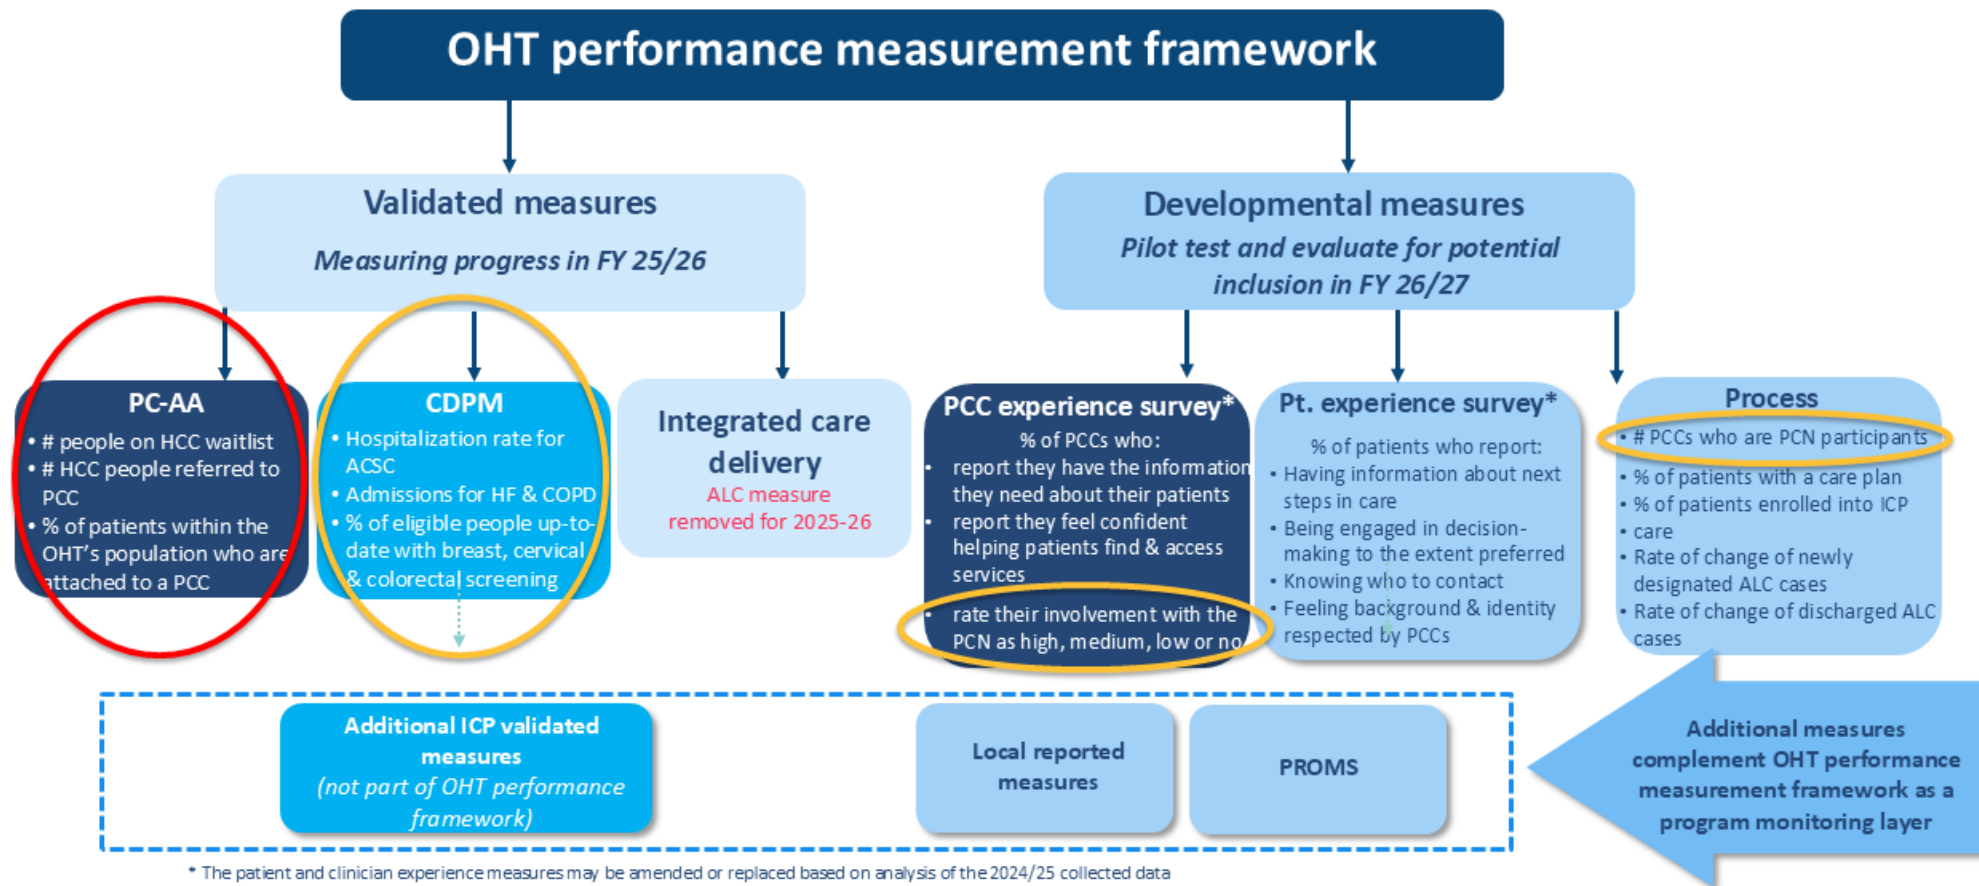 OHT performance measurement framework
Validated measures
Measuring progress in FY 25/26
Developmental measures
Pilot test and evaluate for potential
inclusion in FY 26/27
PC-AA
• # people on HCC waitlist
• # HCC people referred to
PCC
• % of patients within the
OHT's population who are
attached to a PCC
CDPM
• Hospitalization rate for
ACSC
• Admissions for HF & COPD
• % of eligible people up-to-
date with breast, cervical
& colorectal screening
Integrated care
delivery
ALC measure
removed for 2025-26
PCC experience survey*
% of PCCs who:
• report they have the information
they need about their patients
• report they feel confident
helping patients find & access
services
• rate their involvement with the
PCN as high, medium, low or no
Pt. experience survey*
% of patients who report:
• Having information about next
steps in care
• Being engaged in decision-
making to the extent preferred
• Knowing who to contact
• Feeling background & identity
respected by PCCs
Process
• # PCCs who are PCN participants
• % of patients with a care plan
• % of patients enrolled into ICP
• care
• Rate of change of newly
designated ALC cases
• Rate of change of discharged ALC
cases
Additional ICP validated
measures
(not part of OHT performance
framework)
Local reported
measures
PROMS
Additional measures
complement OHT performance
measurement framework as a
program monitoring layer
* The patient and clinician experience measures may be amended or replaced based on analysis of the 2024/25 collected data